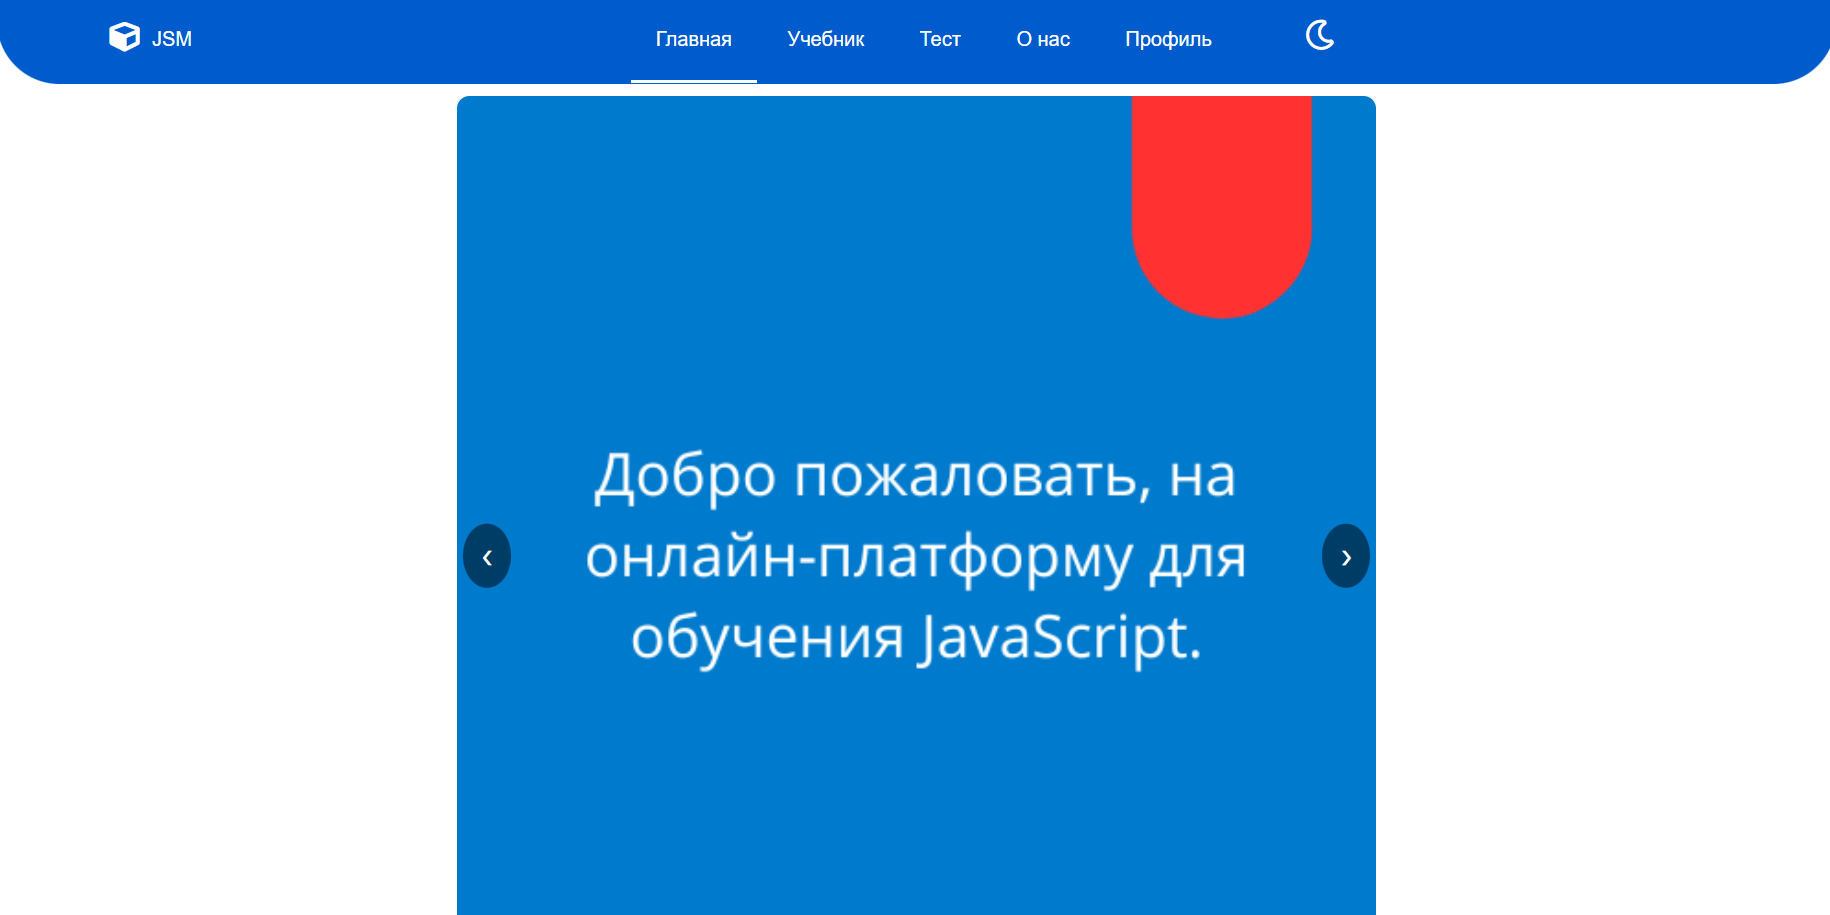 JSM
Главная
Учебник
Тест
О нас
Профиль
Добро пожаловать, на
онлайн-платформу для
обучения JavaScript.